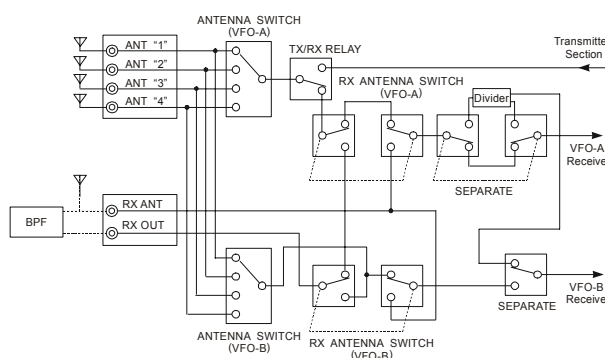 ANTENNA SWITCH
(VFO-A)
ANT “1”
ANT “2”
ANT “3”
ANT “4”
TX/RX RELAY
Transmitte
Section
RX ANTENNA SWITCH
(VFO-A)
Divider
VFO-A
Receive
SEPARATE
RX ANT
BPF
RX OUT
VFO-B
Receive
SEPARATE
ANTENNA SWITCH
(VFO-B)
RX ANTENNA SWITCH
(VFO-B)